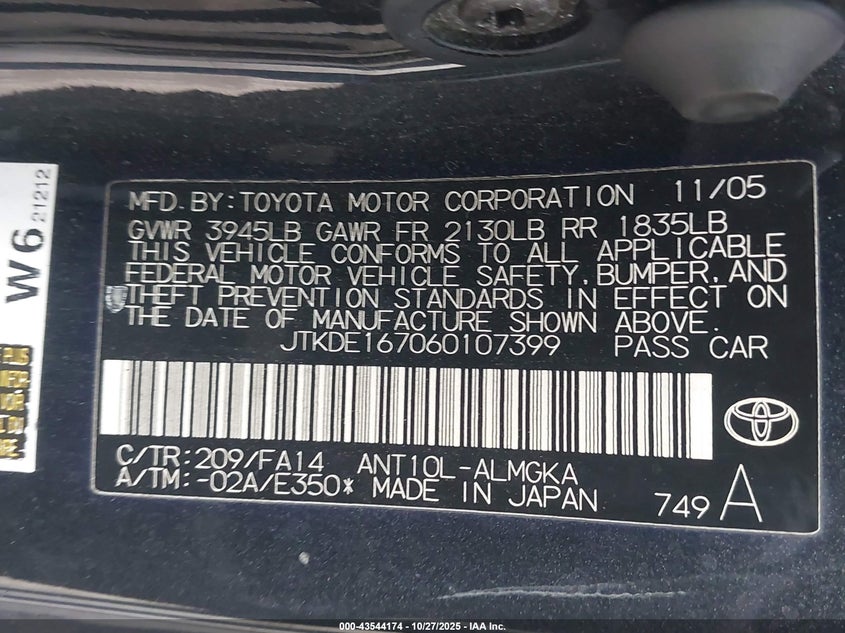 W6 21212
PLUS
MFD. BY: TOYOTA MOTOR CORPORATION 11/05
GVWR 3945LB GAWR FR 2130LB RR 1835LB
THIS VEHICLE CONFORMS TO ALL APPLICABLE
FEDERAL MOTOR VEHICLE SAFETY, BUMPER, AND
THEFT PREVENTION STANDARDS IN EFFECT ON
THE DATE OF MANUFACTURE SHOWN ABOVE.
JTKDE167060107399 PASS CAR
C/TR: 209/FA14 ANT10L-ALMGKA
A/TM: -02A/E350* MADE IN JAPAN
749 A
000-43544174 - 10/27/2025 - IAA Inc.